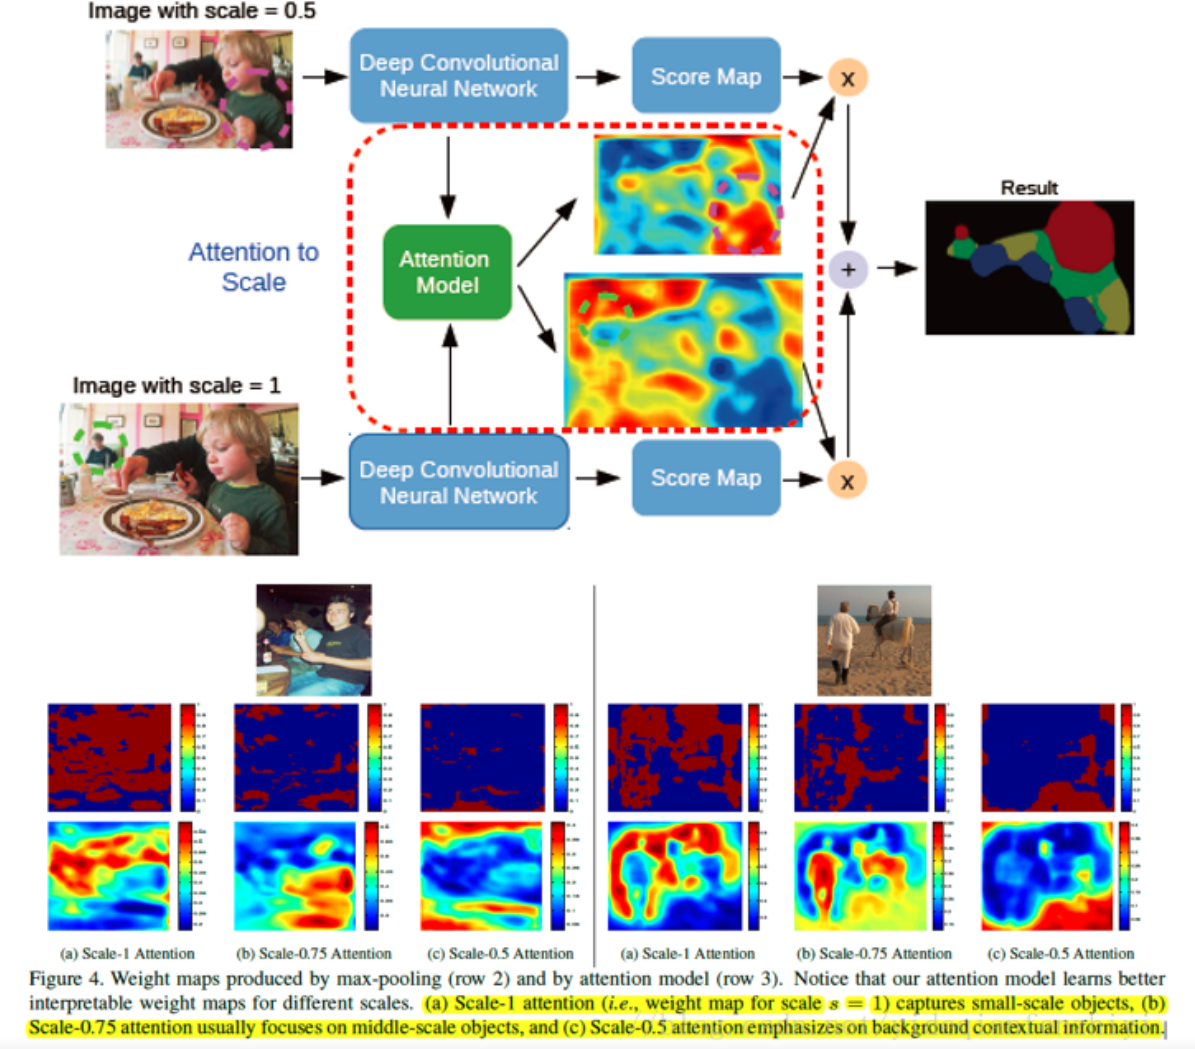 Image with scale = 0.5
Deep Convolutional
Neural Network
Score Map
x
Attention to
Scale
Attention
Model
Result
+
Image with scale = 1
Deep Convolutional
Neural Network
Score Map
x
(a) Scale-1 Attention
(b) Scale-0.75 Attention
(c) Scale-0.5 Attention
(a) Scale-1 Attention
(b) Scale-0.75 Attention
(c) Scale-0.5 Attention
Figure 4. Weight maps produced by max-pooling (row 2) and by attention model (row 3). Notice that our attention model learns better
interpretable weight maps for different scales. (a) Scale-1 attention (i.e., weight map for scale s = 1) captures small-scale objects, (b)
Scale-0.75 attention usually focuses on middle-scale objects, and (c) Scale-0.5 attention emphasizes on background contextual information.